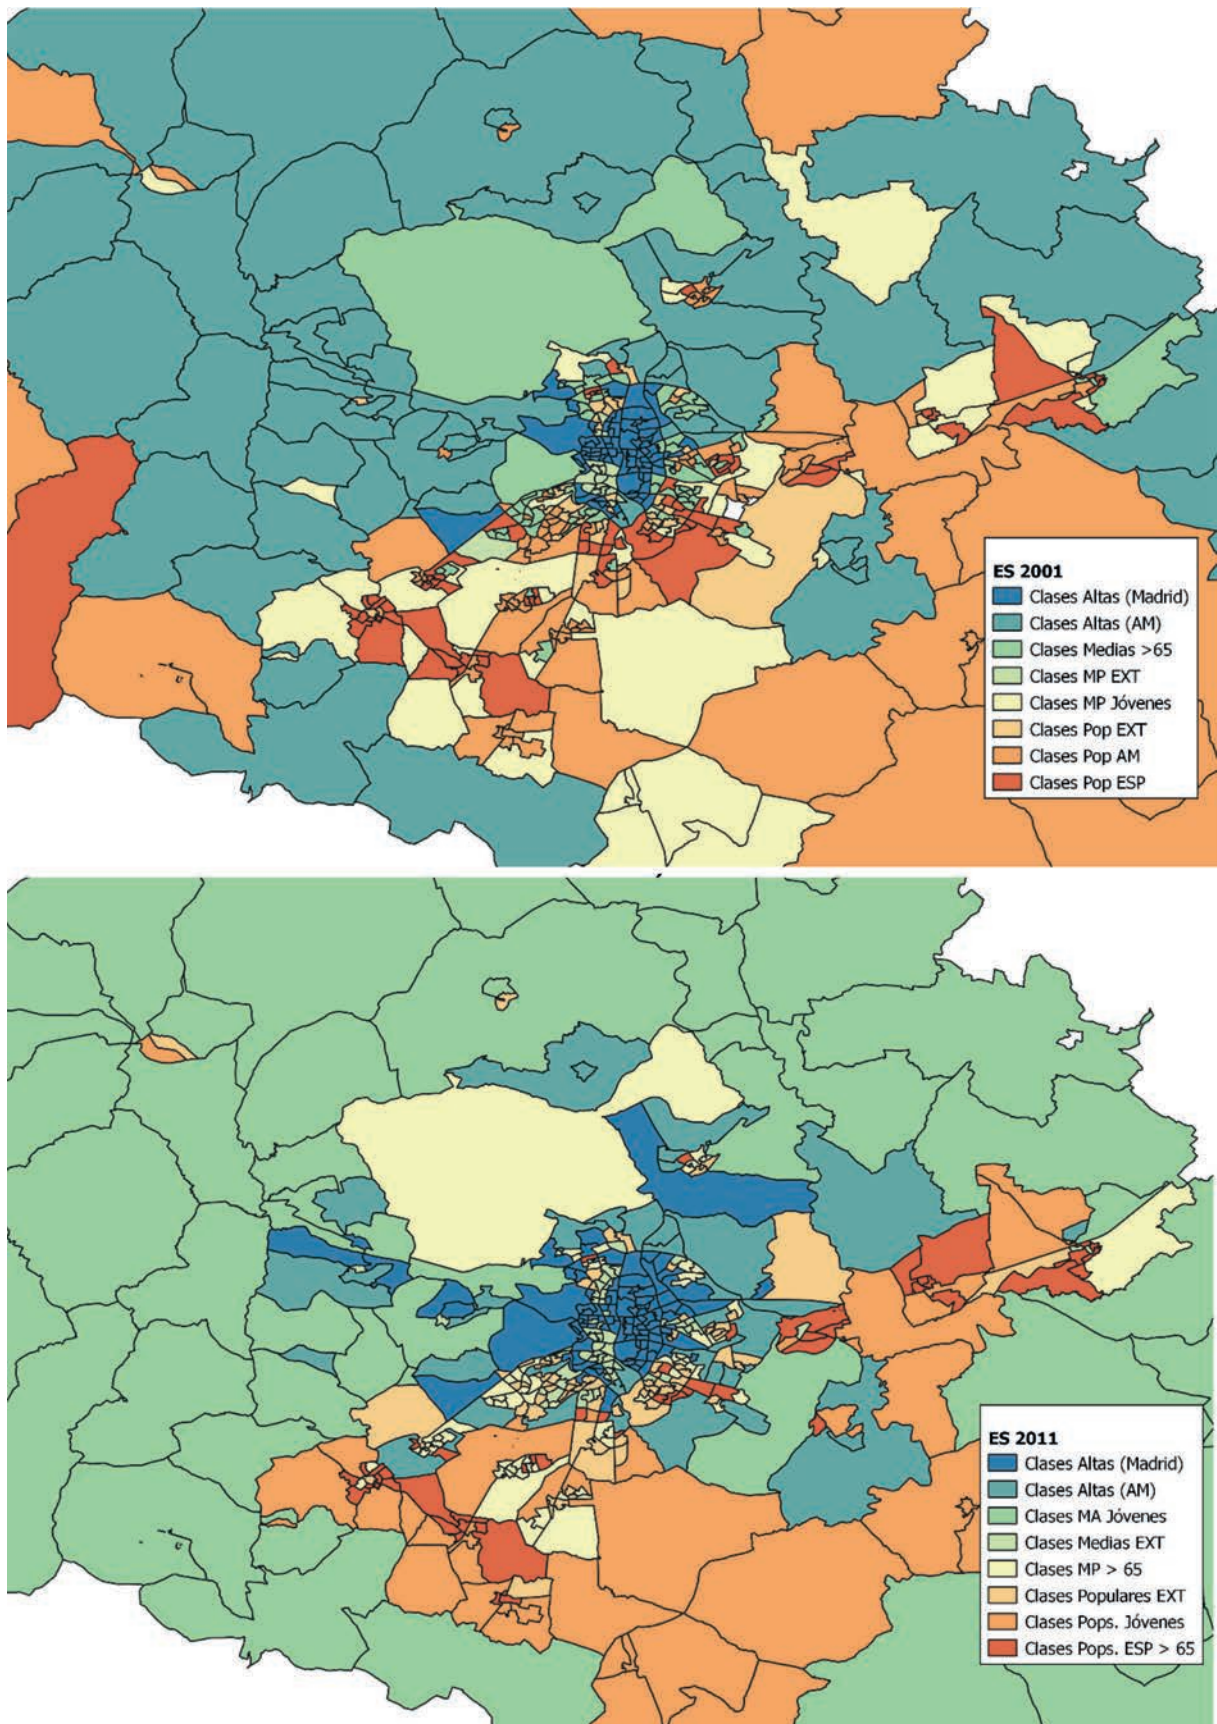 ES 2001
Clases Altas (Madrid)
Clases Altas (AM)
Clases Medias >65
Clases MP EXT
Clases MP Jóvenes
Clases Pop EXT
Clases Pop AM
Clases Pop ESP
ES 2011
Clases Altas (Madrid)
Clases Altas (AM)
Clases MA Jóvenes
Clases Medias EXT
Clases MP > 65
Clases Populares EXT
Clases Pops. Jóvenes
Clases Pops. ESP > 65